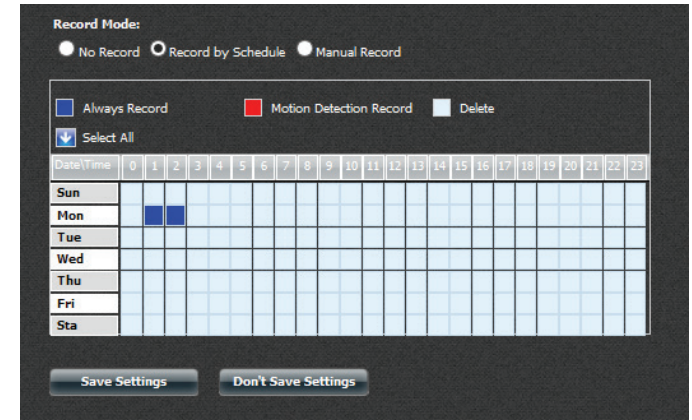 Record Mode:
No Record Record by Schedule Manual Record
Always Record Motion Detection Record Delete
Select All
Date\Time 0 1 2 3 4 5 6 7 8 9 10 11 12 13 14 15 16 17 18 19 20 21 22 23
Sun
Mon
Tue
Wed
Thu
Fri
Sta
Save Settings Don't Save Settings